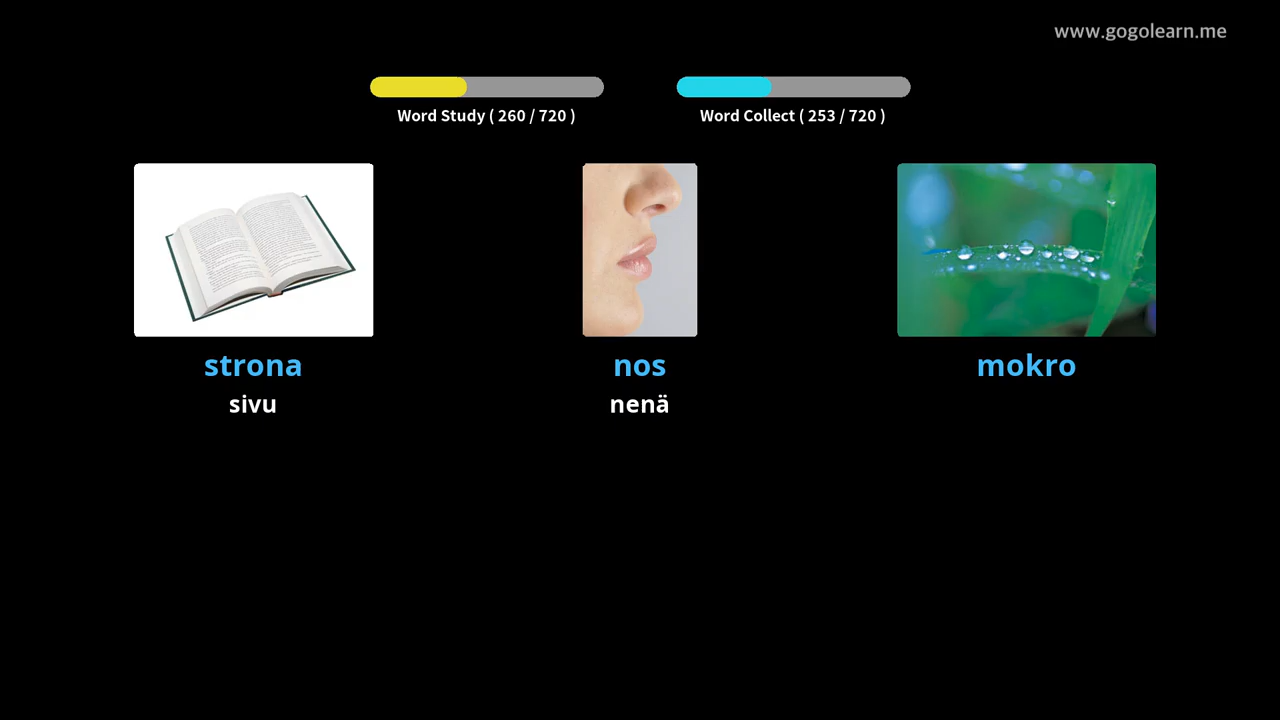 www.gogolearn.me
Word Study ( 260 / 720 )
Word Collect ( 253 / 720 )
strona
sivu
nos
nenä
mokro